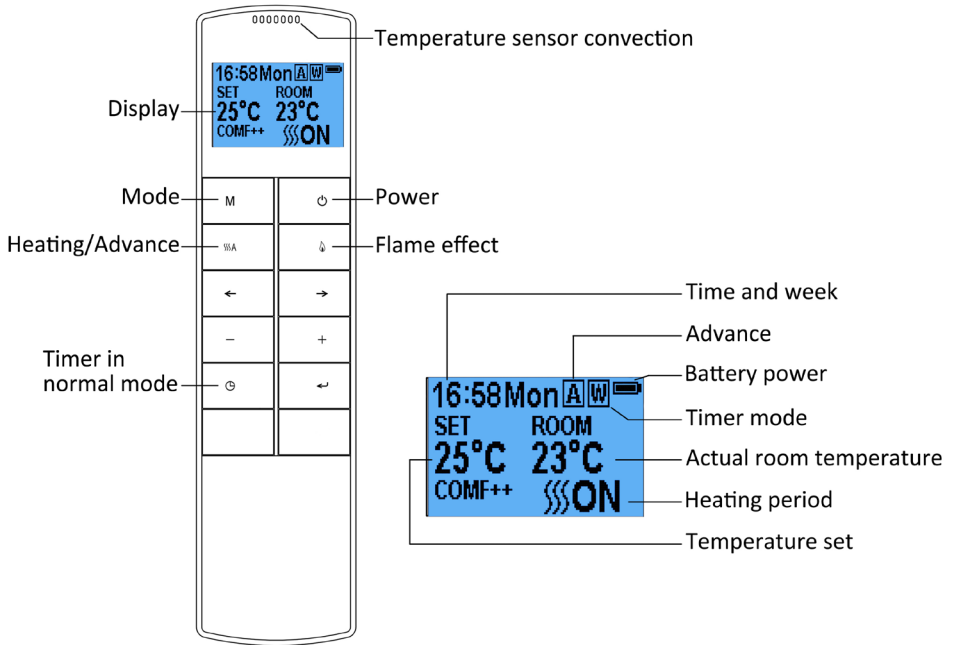 Temperature sensor convection
16:58Mon A W
SET ROOM
25°C 23°C
COMF++ ON
Display
Mode
M
Power
Heating/Advance
A
Flame effect
←
→
−
+
Timer in
normal mode
Time and week
Advance
Battery power
Timer mode
16:58Mon A W
SET ROOM
25°C 23°C
COMF++ ON
Actual room temperature
Heating period
Temperature set